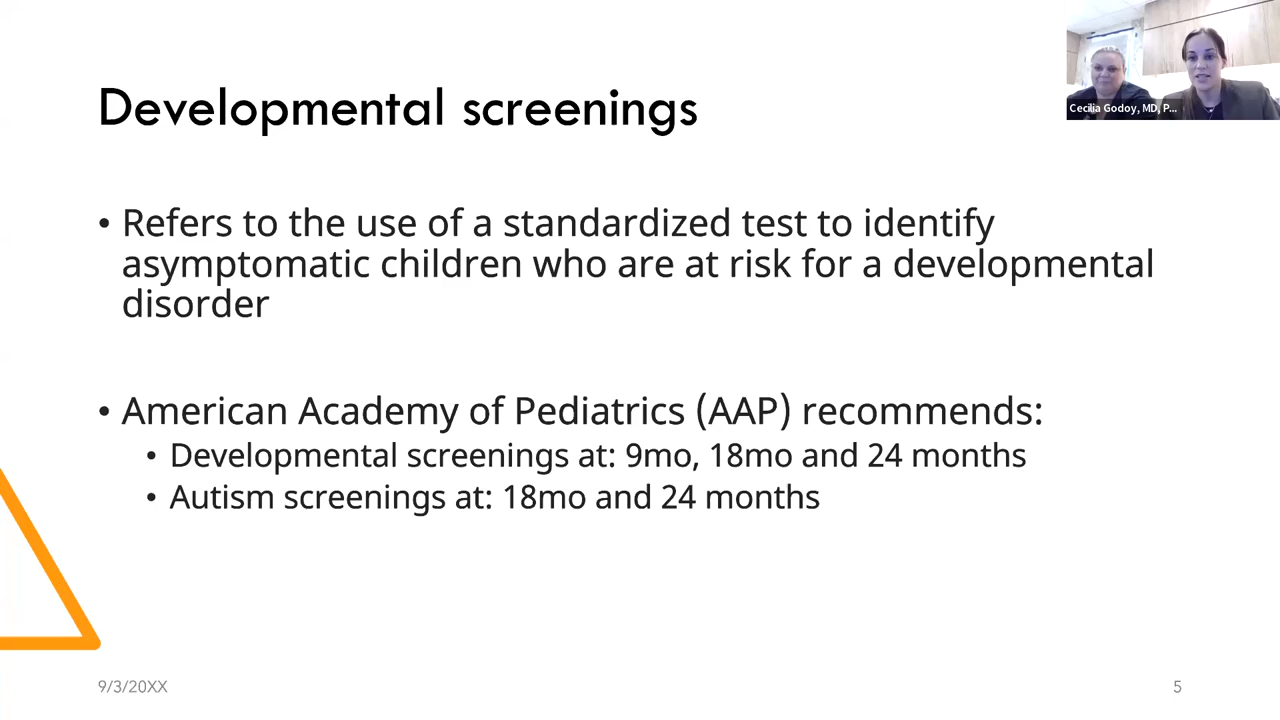 Developmental screenings
Cecilia Godoy, MD, P...
• Refers to the use of a standardized test to identify
asymptomatic children who are at risk for a developmental
disorder
• American Academy of Pediatrics (AAP) recommends:
• Developmental screenings at: 9mo, 18mo and 24 months
• Autism screenings at: 18mo and 24 months
9/3/20XX
5